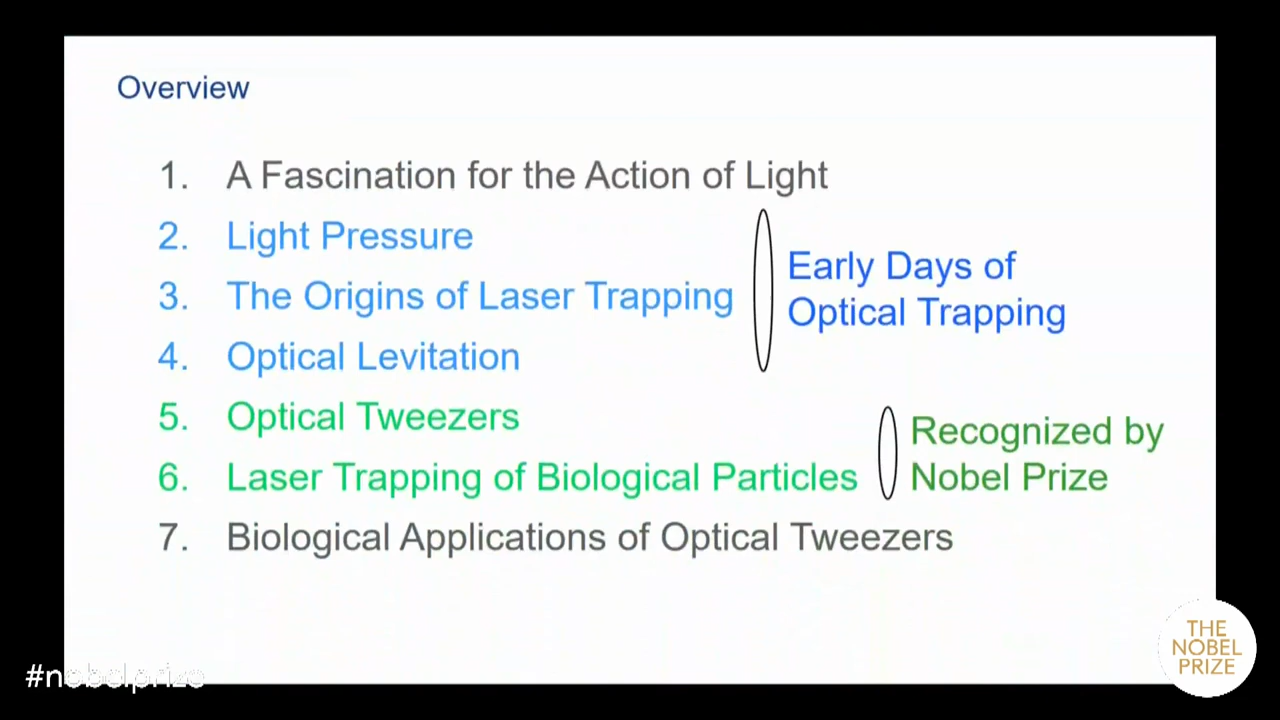 Overview
1. A Fascination for the Action of Light
2. Light Pressure
3. The Origins of Laser Trapping
4. Optical Levitation
Early Days of
Optical Trapping
5. Optical Tweezers
6. Laser Trapping of Biological Particles
Recognized by
Nobel Prize
7. Biological Applications of Optical Tweezers
THE
NOBEL
PRIZE
#nobelprize